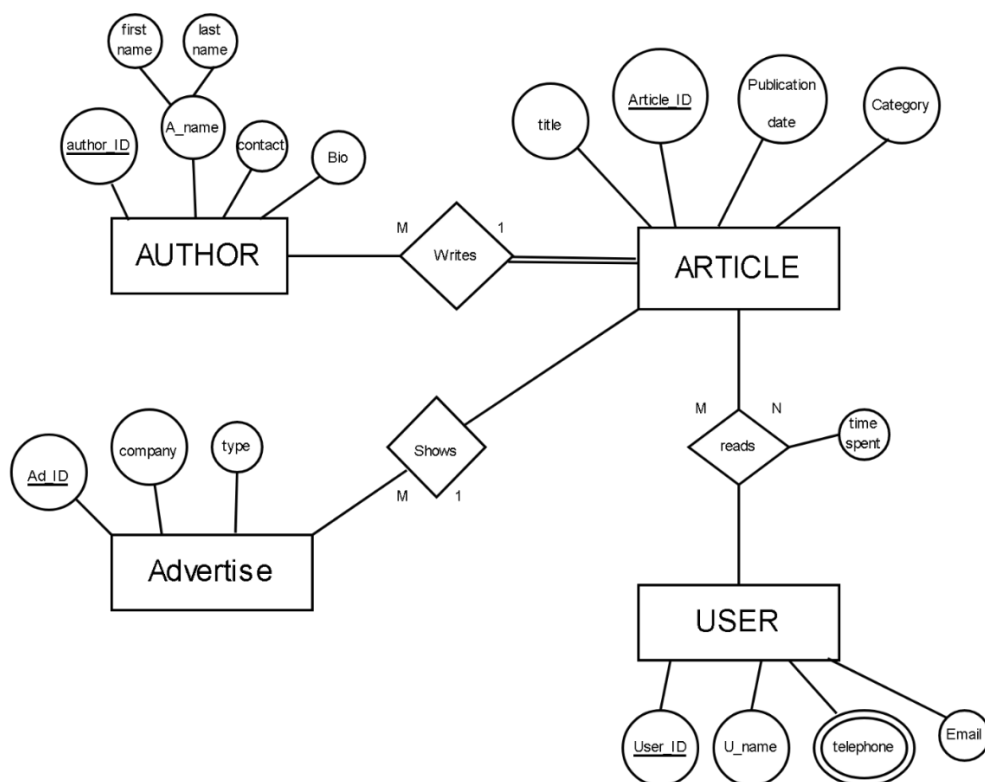 first
name
last
name
A_name
author_ID
contact
Bio
AUTHOR
M
Writes
1
title
Article_ID
Publication
date
Category
ARTICLE
Shows
M
1
M
N
reads
time
spent
Ad_ID
company
type
Advertise
USER
User_ID
U_name
telephone
Email